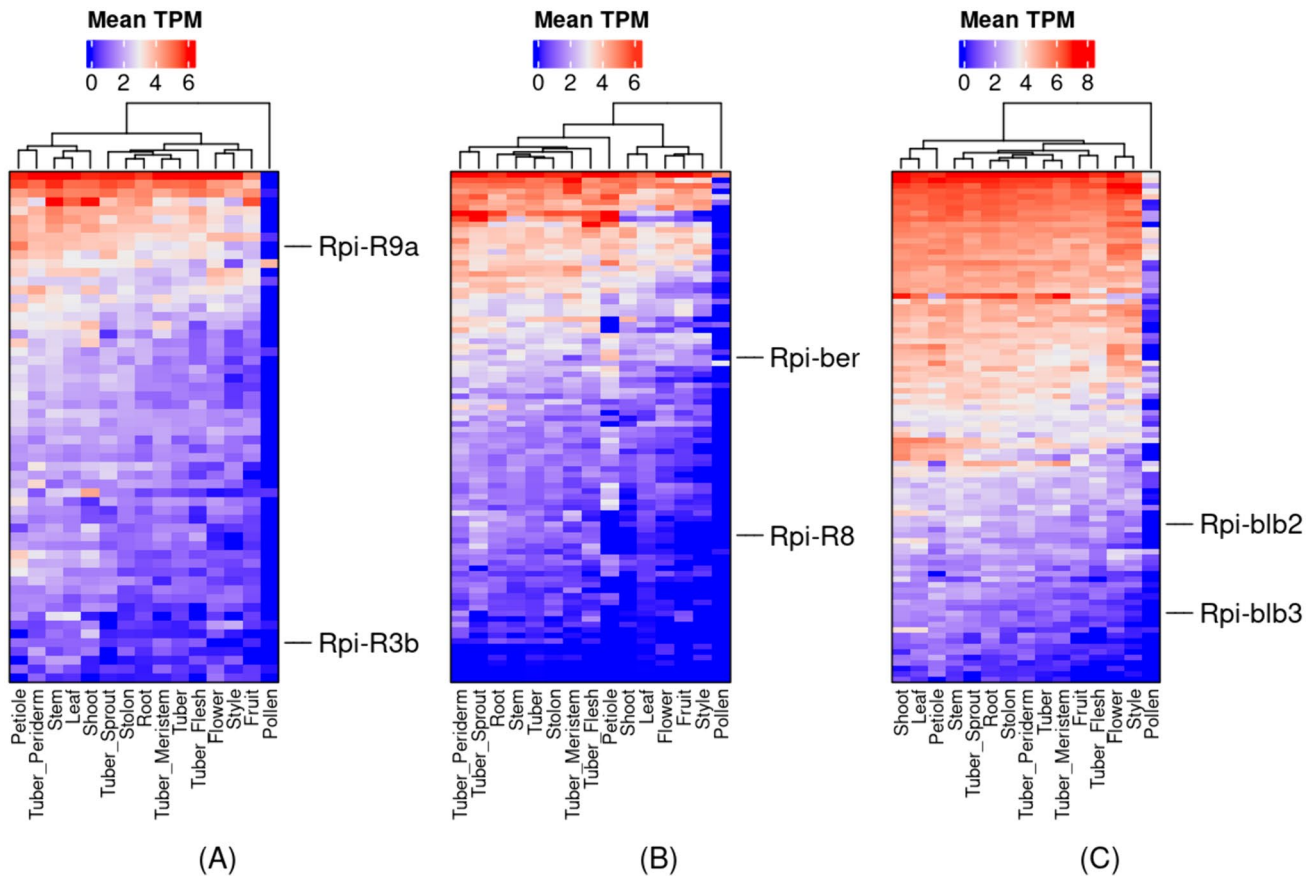 Mean TPM
0 2 4 6
Rpi-R9a
Rpi-R3b
Petiole
Tuber_Periderm
Stem
Leaf
Shoot
Tuber_Sprout
Stolon
Root
Tuber_Meristem
Tuber
Tuber_Flesh
Flower
Style
Fruit
Pollen
(A)
Mean TPM
0 2 4 6
Rpi-ber
Rpi-R8
Tuber_Periderm
Tuber_Sprout
Root
Stem
Tuber
Stolon
Tuber_Meristem
Tuber_Flesh
Petiole
Shoot
Leaf
Flower
Fruit
Style
Pollen
(B)
Mean TPM
0 2 4 6 8
Rpi-blb2
Rpi-blb3
Shoot
Leaf
Petiole
Stem
Tuber_Sprout
Root
Stolon
Tuber_Periderm
Tuber
Tuber_Meristem
Fruit
Tuber_Flesh
Flower
Style
Pollen
(C)